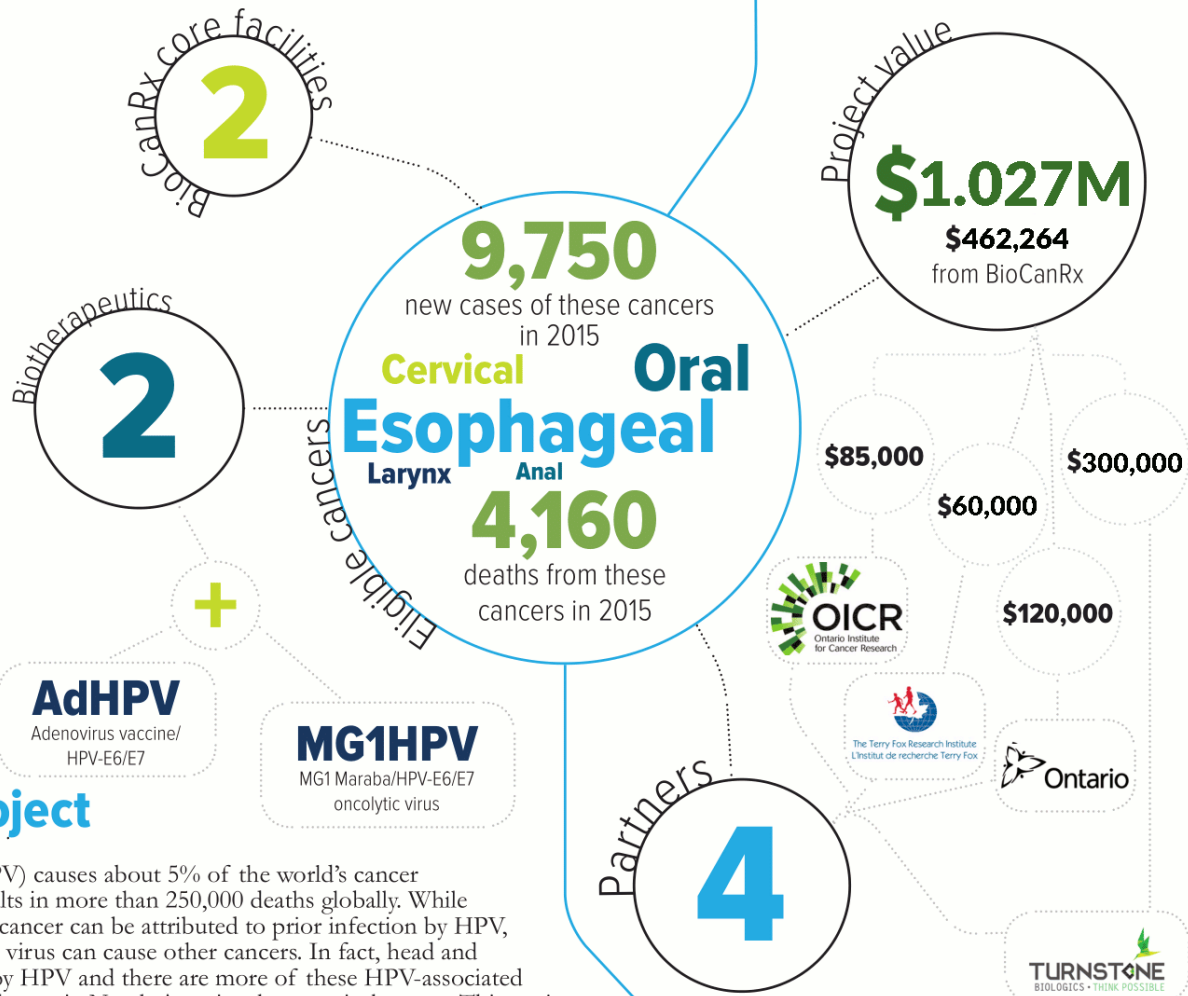 BioCanRx core facilities
2
Project value
$1.027M
$462,264
from BioCanRx
9,750
new cases of these cancers
in 2015
Cervical
Oral
Esophageal
Larynx
Anal
4,160
deaths from these
cancers in 2015
Eligible cancers
Biotherapeutics
2
+
AdHPV
Adenovirus vaccine/
HPV-E6/E7
MG1HPV
MG1 Maraba/HPV-E6/E7
oncolytic virus
$85,000
$60,000
$300,000
$120,000
OICR
Ontario Institute
for Cancer Research
The Terry Fox Research Institute
L'Institut de recherche Terry Fox
Ontario
Partners
4
TURNSTONE
BIOLOGICS • THINK POSSIBLE
oject
PV) causes about 5% of the world's cancer
lts in more than 250,000 deaths globally. While
cancer can be attributed to prior infection by HPV,
virus can cause other cancers. In fact, head and
by HPV and there are more of these HPV-associated